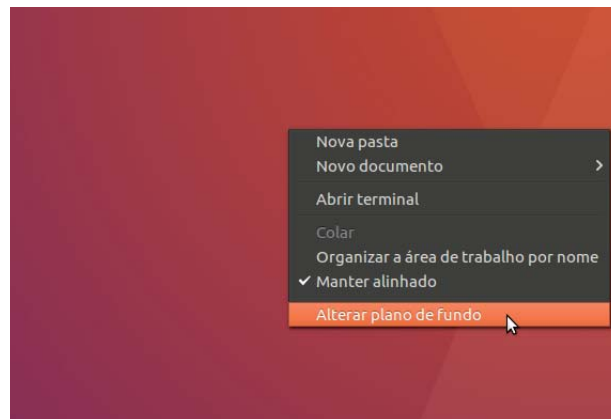 Nova pasta
Novo documento
Abrir terminal
Colar
Organizar a área de trabalho por nome
Manter alinhado
Alterar plano de fundo